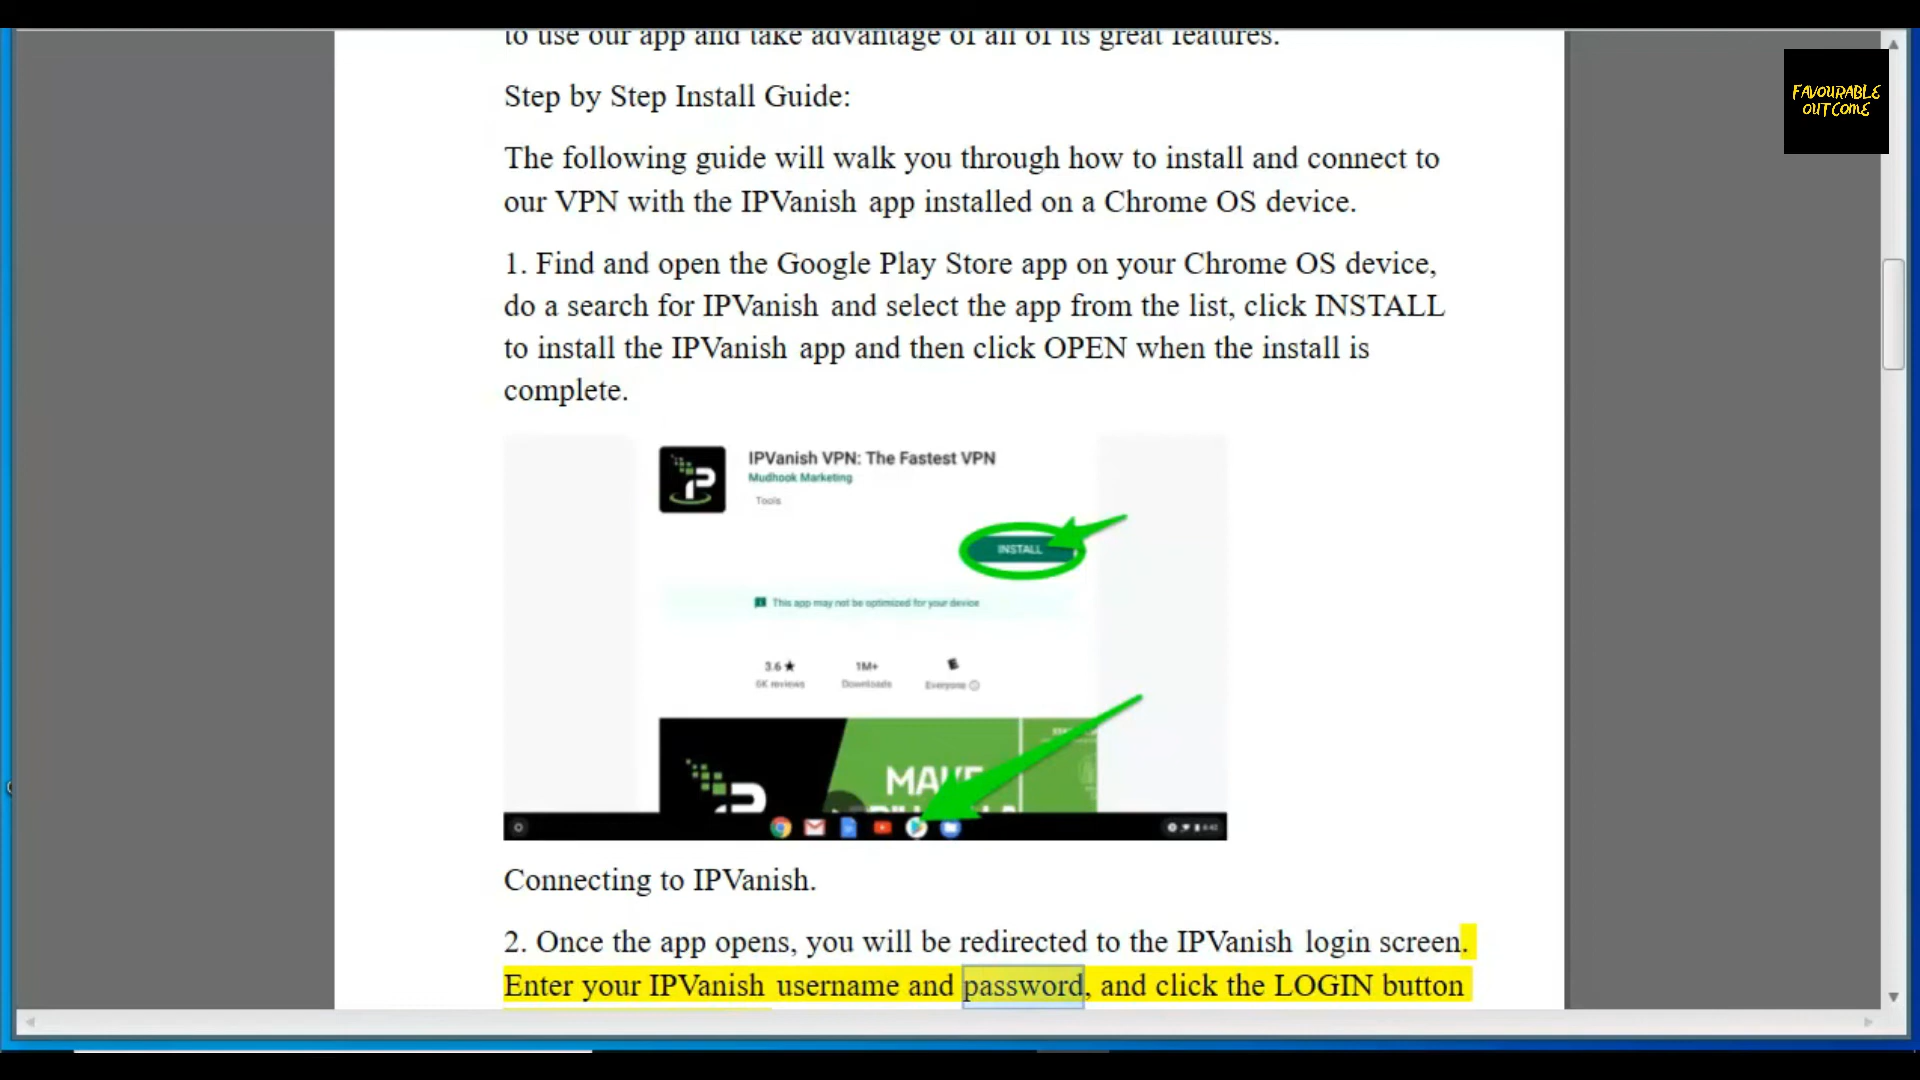 to use our app and take advantage of all of its great features.
FAVOURABLE
OUTCOME
Step by Step Install Guide:
The following guide will walk you through how to install and connect to
our VPN with the IPVanish app installed on a Chrome OS device.
1. Find and open the Google Play Store app on your Chrome OS device,
do a search for IPVanish and select the app from the list, click INSTALL
to install the IPVanish app and then click OPEN when the install is
complete.
IPVanish VPN: The Fastest VPN
Mudhook Marketing
Tools
INSTALL
This app may not be optimized for your device
3.6★ 1M+
6K reviews Downloads Everyone
Connecting to IPVanish.
2. Once the app opens, you will be redirected to the IPVanish login screen.
Enter your IPVanish username and password, and click the LOGIN button